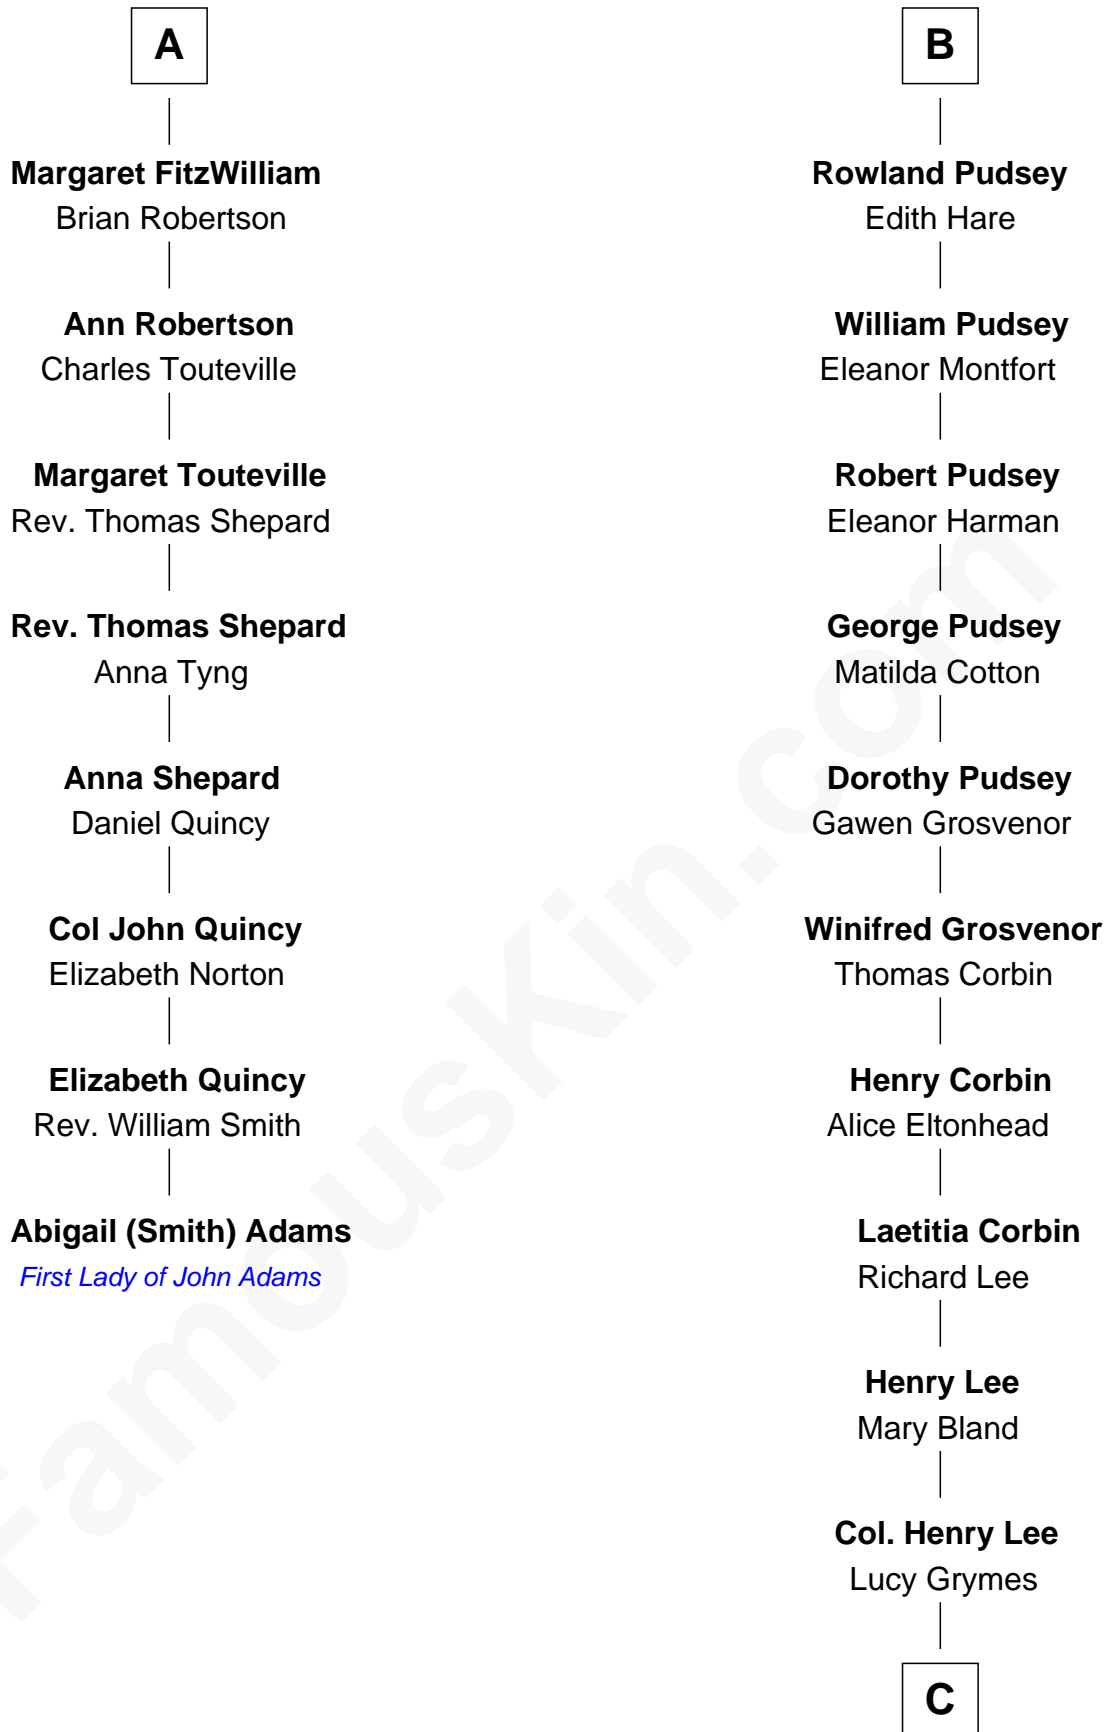 A
Margaret FitzWilliam
Brian Robertson
Ann Robertson
Charles Touteville
Margaret Touteville
Rev. Thomas Shepard
Rev. Thomas Shepard
Anna Tyng
Anna Shepard
Daniel Quincy
Col John Quincy
Elizabeth Norton
Elizabeth Quincy
Rev. William Smith
Abigail (Smith) Adams
First Lady of John Adams
B
Rowland Pudsey
Edith Hare
William Pudsey
Eleanor Montfort
Robert Pudsey
Eleanor Harman
George Pudsey
Matilda Cotton
Dorothy Pudsey
Gawen Grosvenor
Winifred Grosvenor
Thomas Corbin
Henry Corbin
Alice Eltonhead
Laetitia Corbin
Richard Lee
Henry Lee
Mary Bland
Col. Henry Lee
Lucy Grymes
C
FamousKin.com